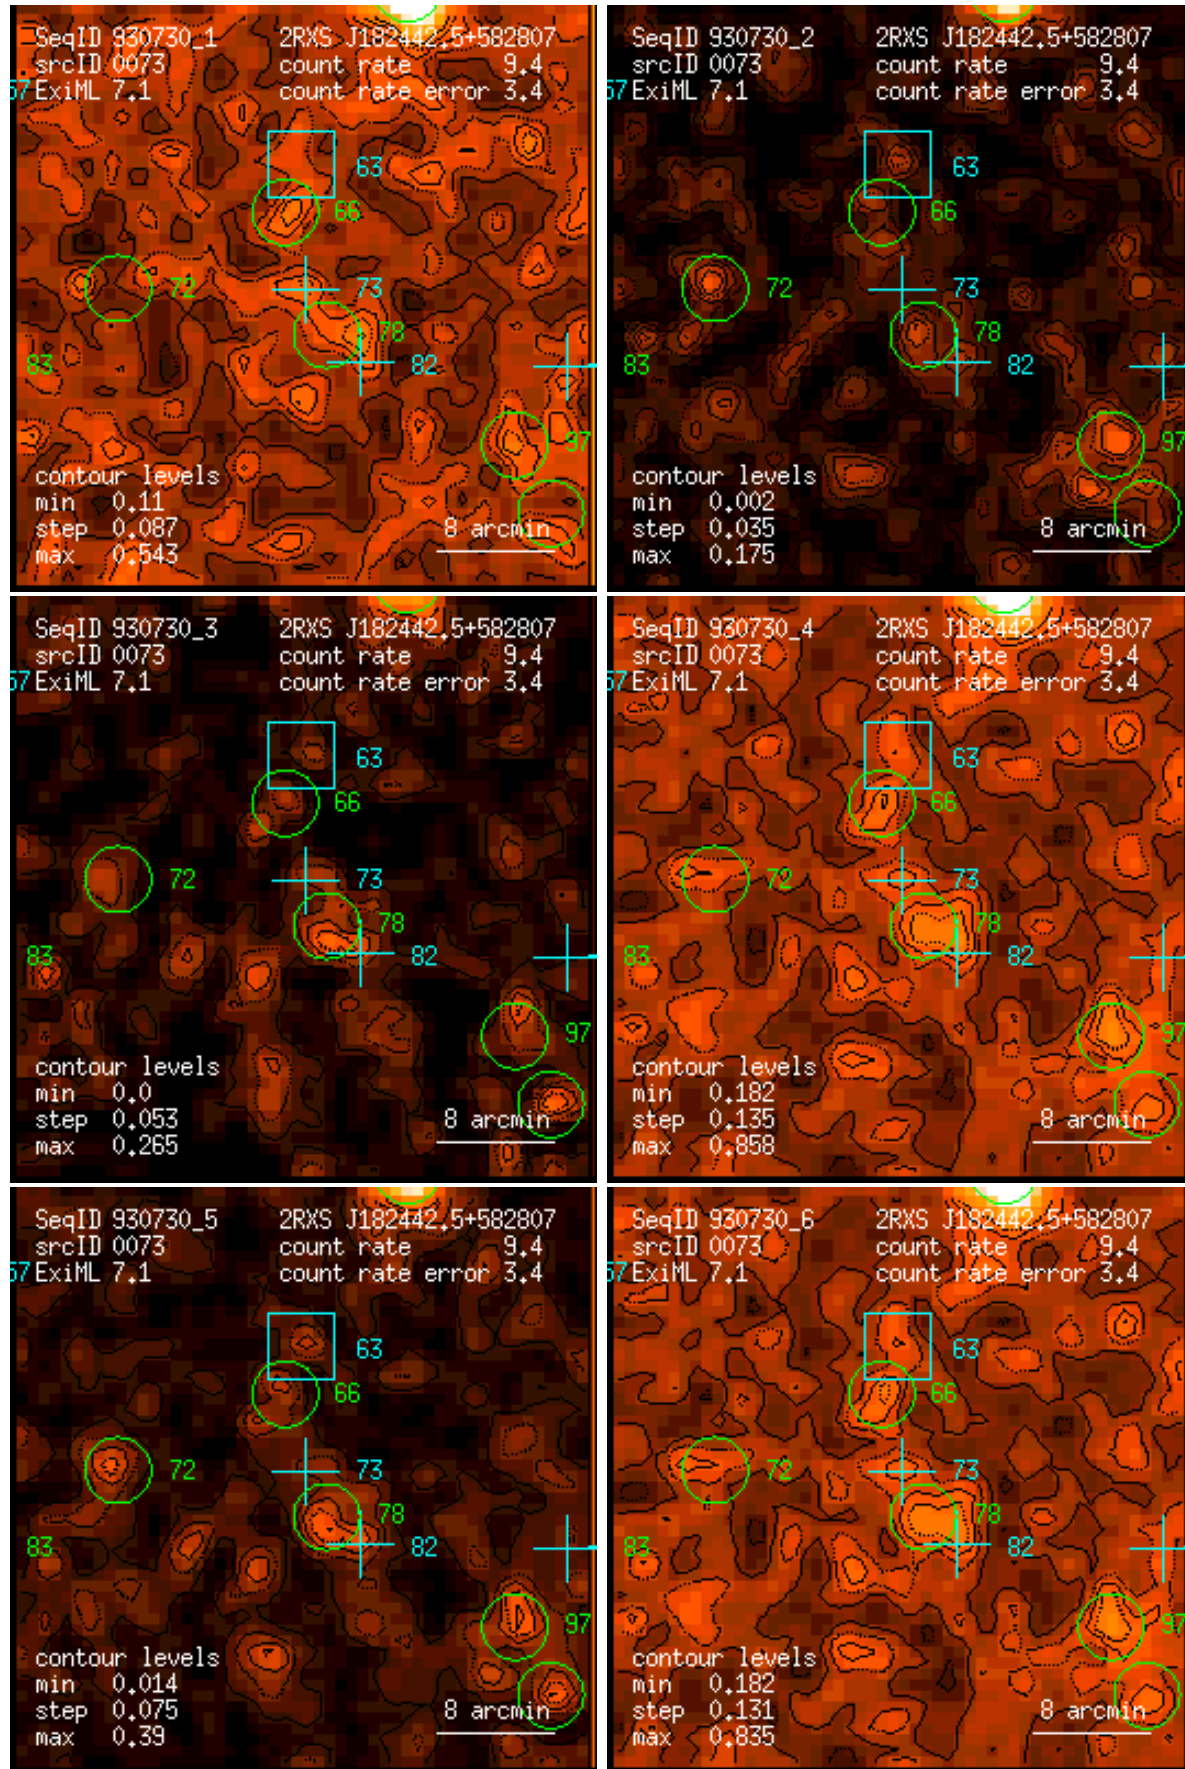 SeqID 930730_1 2RXS J182442.5+582807
srcID 0073 count rate 9.4
57 ExiML 7.1 count rate error 3.4
63
66
72 73
78
83 82
97
contour levels
min 0.11
step 0.087 8 arcmin
max 0.543
SeqID 930730_2 2RXS J182442.5+582807
srcID 0073 count rate 9.4
57 ExiML 7.1 count rate error 3.4
63
66
72 73
78
83 82
97
contour levels
min 0.002
step 0.035 8 arcmin
max 0.175
SeqID 930730_3 2RXS J182442.5+582807
srcID 0073 count rate 9.4
57 ExiML 7.1 count rate error 3.4
63
66
72 73
78
83 82
97
contour levels
min 0.0
step 0.053 8 arcmin
max 0.265
SeqID 930730_4 2RXS J182442.5+582807
srcID 0073 count rate 9.4
57 ExiML 7.1 count rate error 3.4
63
66
72 73
78
83 82
97
contour levels
min 0.182
step 0.135 8 arcmin
max 0.858
SeqID 930730_5 2RXS J182442.5+582807
srcID 0073 count rate 9.4
57 ExiML 7.1 count rate error 3.4
63
66
72 73
78
83 82
97
contour levels
min 0.014
step 0.075 8 arcmin
max 0.39
SeqID 930730_6 2RXS J182442.5+582807
srcID 0073 count rate 9.4
57 ExiML 7.1 count rate error 3.4
63
66
72 73
78
83 82
97
contour levels
min 0.182
step 0.131 8 arcmin
max 0.835